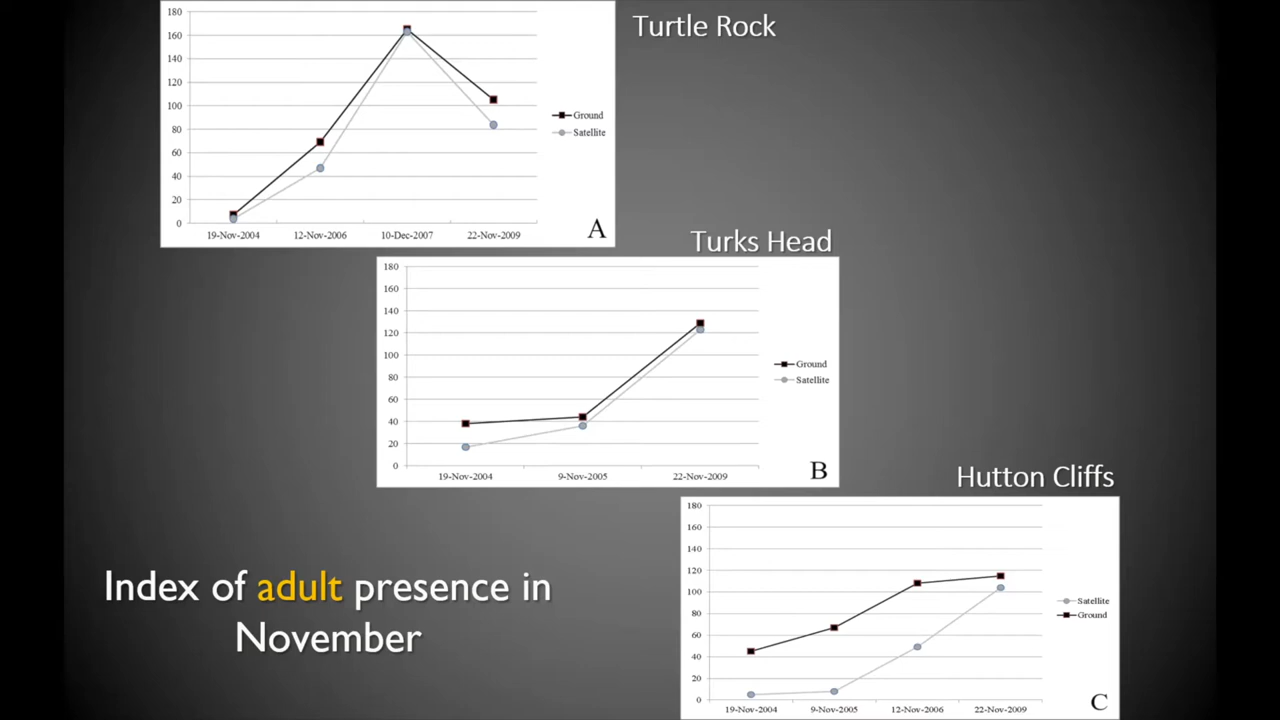 Turtle Rock
180
160
140
120
100
80
60
40
20
0
19-Nov-2004 12-Nov-2006 10-Dec-2007 22-Nov-2009
Ground
Satellite
A
Turks Head
180
160
140
120
100
80
60
40
20
0
19-Nov-2004 9-Nov-2005 22-Nov-2009
Ground
Satellite
B
Hutton Cliffs
180
160
140
120
100
80
60
40
20
0
19-Nov-2004 9-Nov-2005 12-Nov-2006 22-Nov-2009
Satellite
Ground
C
Index of adult presence in
November